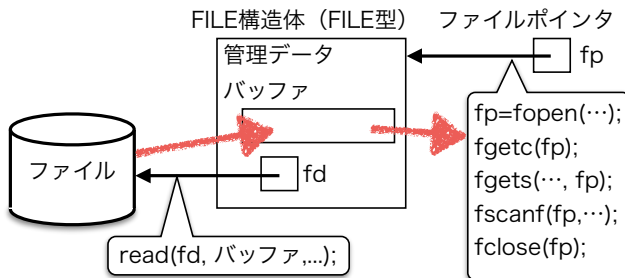 FILE構造体（FILE型）
ファイルポインタ
管理データ
fp
バッファ
fp=fopen(…);
fgetc(fp);
fgets(…, fp);
fscanf(fp,…);
fclose(fp);
ファイル
fd
read(fd, バッファ,...);